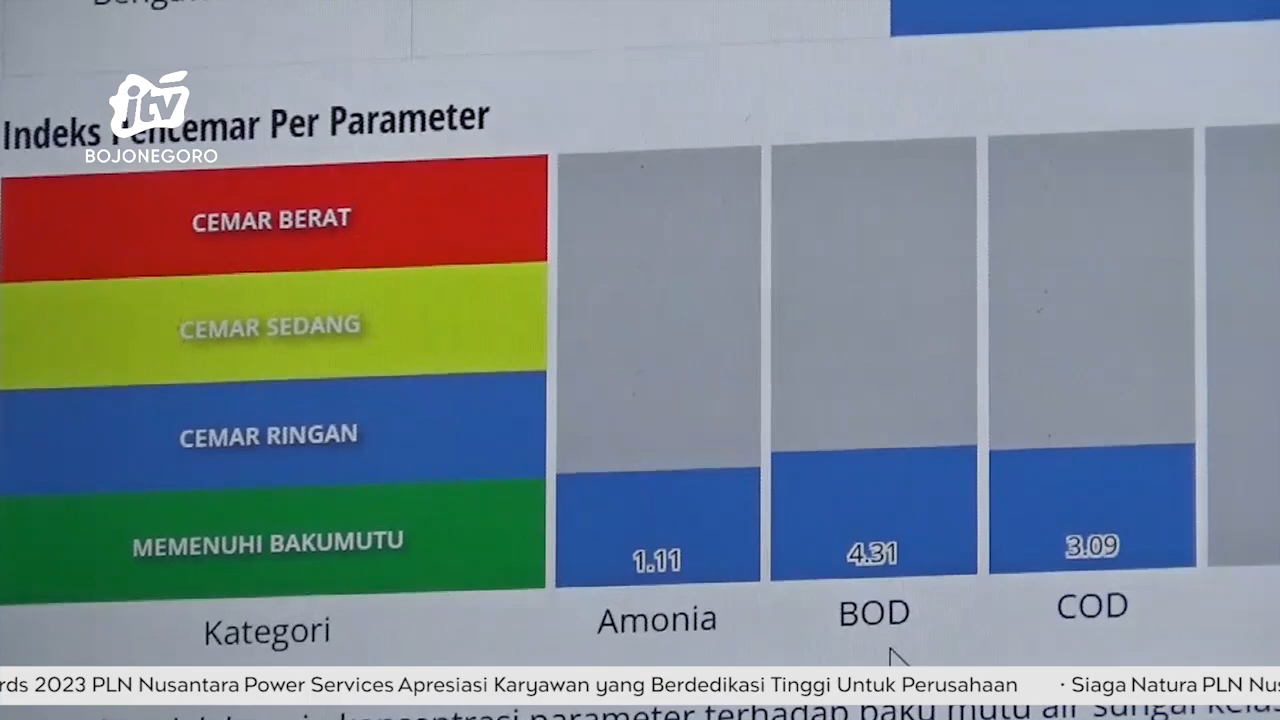 jtv
BOJONEGORO
Indeks Pencemar Per Parameter
CEMAR BERAT
CEMAR SEDANG
CEMAR RINGAN
MEMENUHI BAKUMUTU
1.11
4.31
3.09
Kategori
Amonia
BOD
COD
rds 2023 PLN Nusantara Power Services Apresiasi Karyawan yang Berdedikasi Tinggi Untuk Perusahaan · Siaga Natura PLN Nus
konsentrasi parameter terhadap baku mutu air sungai kelas